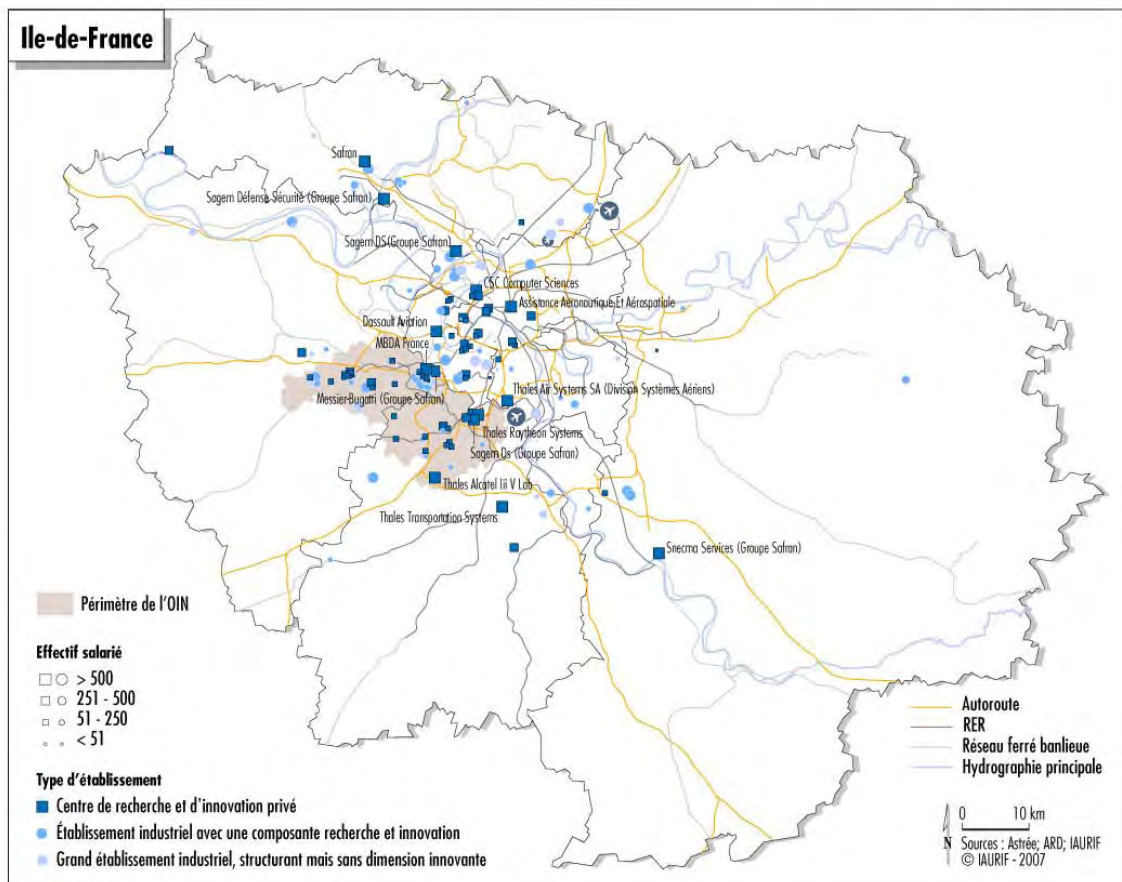 Ile-de-France
Safran
Sagem Défense Sécurité (Groupe Safran)
Sagem DS(Groupe Safran)
CSC Computer Sciences
Assistance Aéronautique Et Aérospatiale
Dassault Aviation
MBDA France
Thales Air Systems SA (Division Systèmes Aériens)
Messier-Bugatti (Groupe Safran)
Thales Raytheon Systems
Sagem Ds (Groupe Safran)
Thales Alcatel Iii V Lab
Thales Transportation Systems
Snecma Services (Groupe Safran)
Périmètre de l'OIN
Effectif salarié
> 500
251 - 500
51 - 250
< 51
Type d'établissement
Centre de recherche et d'innovation privé
Établissement industriel avec une composante recherche et innovation
Grand établissement industriel, structurant mais sans dimension innovante
Autoroute
RER
Réseau ferré banlieue
Hydrographie principale
0 10 km
N
Sources : Astrée; ARD; IAURIF
© IAURIF - 2007